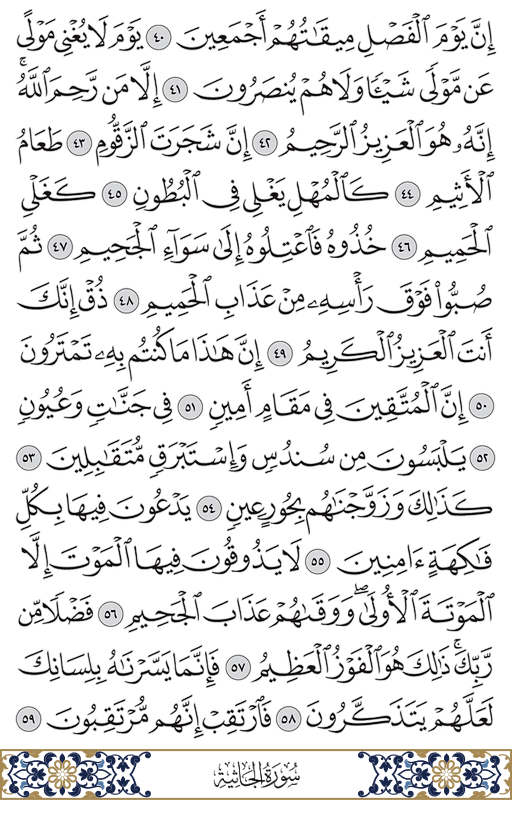 إِنَّ يَوْمَ ٱلْفَصْلِ مِيقَٰتُهُمْ أَجْمَعِينَ ٤٠ يَوْمَ لَا يُغْنِى مَوْلًى
عَن مَّوْلًى شَيْـًٔا وَلَا هُمْ يُنصَرُونَ ٤١ إِلَّا مَن رَّحِمَ ٱللَّهُ ۚ
إِنَّهُۥ هُوَ ٱلْعَزِيزُ ٱلرَّحِيمُ ٤٢ إِنَّ شَجَرَتَ ٱلزَّقُّومِ ٤٣ طَعَامُ
ٱلْأَثِيمِ ٤٤ كَٱلْمُهْلِ يَغْلِى فِى ٱلْبُطُونِ ٤٥ كَغَلْىِ
ٱلْحَمِيمِ ٤٦ خُذُوهُ فَٱعْتِلُوهُ إِلَىٰ سَوَآءِ ٱلْجَحِيمِ ٤٧ ثُمَّ
صُبُّوا۟ فَوْقَ رَأْسِهِۦ مِنْ عَذَابِ ٱلْحَمِيمِ ٤٨ ذُقْ إِنَّكَ
أَنتَ ٱلْعَزِيزُ ٱلْكَرِيمُ ٤٩ إِنَّ هَٰذَا مَا كُنتُم بِهِۦ تَمْتَرُونَ
٥٠ إِنَّ ٱلْمُتَّقِينَ فِى مَقَامٍ أَمِينٍ ٥١ فِى جَنَّٰتٍ وَعُيُونٍ
٥٢ يَلْبَسُونَ مِن سُندُسٍ وَإِسْتَبْرَقٍ مُّتَقَٰبِلِينَ ٥٣
كَذَٰلِكَ وَزَوَّجْنَٰهُم بِحُورٍ عِينٍ ٥٤ يَدْعُونَ فِيهَا بِكُلِّ
فَٰكِهَةٍ ءَامِنِينَ ٥٥ لَا يَذُوقُونَ فِيهَا ٱلْمَوْتَ إِلَّا
ٱلْمَوْتَةَ ٱلْأُولَىٰ ۖ وَوَقَىٰهُمْ عَذَابَ ٱلْجَحِيمِ ٥٦ فَضْلًا مِّن
رَّبِّكَ ۚ ذَٰلِكَ هُوَ ٱلْفَوْزُ ٱلْعَظِيمُ ٥٧ فَإِنَّمَا يَسَّرْنَٰهُ بِلِسَانِكَ
لَعَلَّهُمْ يَتَذَكَّرُونَ ٥٨ فَٱرْتَقِبْ إِنَّهُم مُّرْتَقِبُونَ ٥٩
سُورَةُ الجَاثِيَة